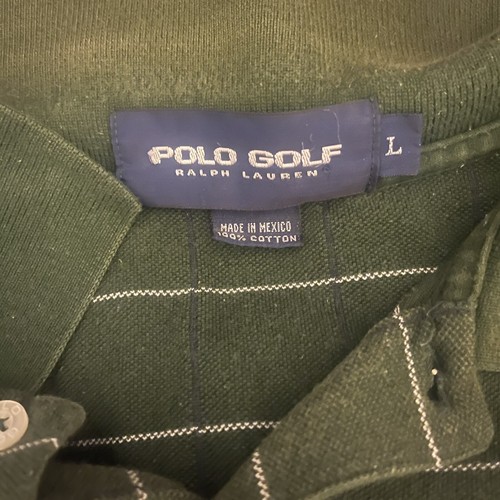 POLO GOLF
RALPH LAUREN
L
MADE IN MEXICO
100% COTTON